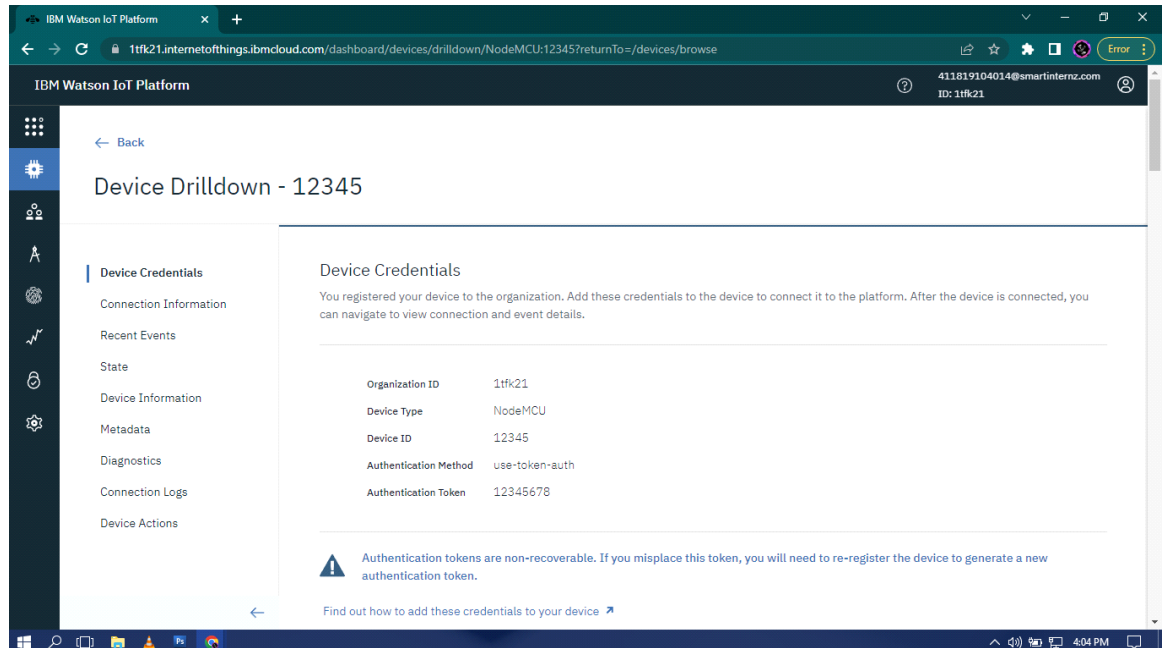 IBM Watson IoT Platform
1tfk21.internetofthings.ibmcloud.com/dashboard/devices/drilldown/NodeMCU:12345?returnTo=/devices/browse
Error
IBM Watson IoT Platform
411819104014@smartinternz.com
ID: 1tfk21
Back
Device Drilldown - 12345
Device Credentials
Connection Information
Recent Events
State
Device Information
Metadata
Diagnostics
Connection Logs
Device Actions
Device Credentials
You registered your device to the organization. Add these credentials to the device to connect it to the platform. After the device is connected, you
can navigate to view connection and event details.
Organization ID 1tfk21
Device Type NodeMCU
Device ID 12345
Authentication Method use-token-auth
Authentication Token 12345678
Authentication tokens are non-recoverable. If you misplace this token, you will need to re-register the device to generate a new
authentication token.
Find out how to add these credentials to your device
Ps
4:04 PM